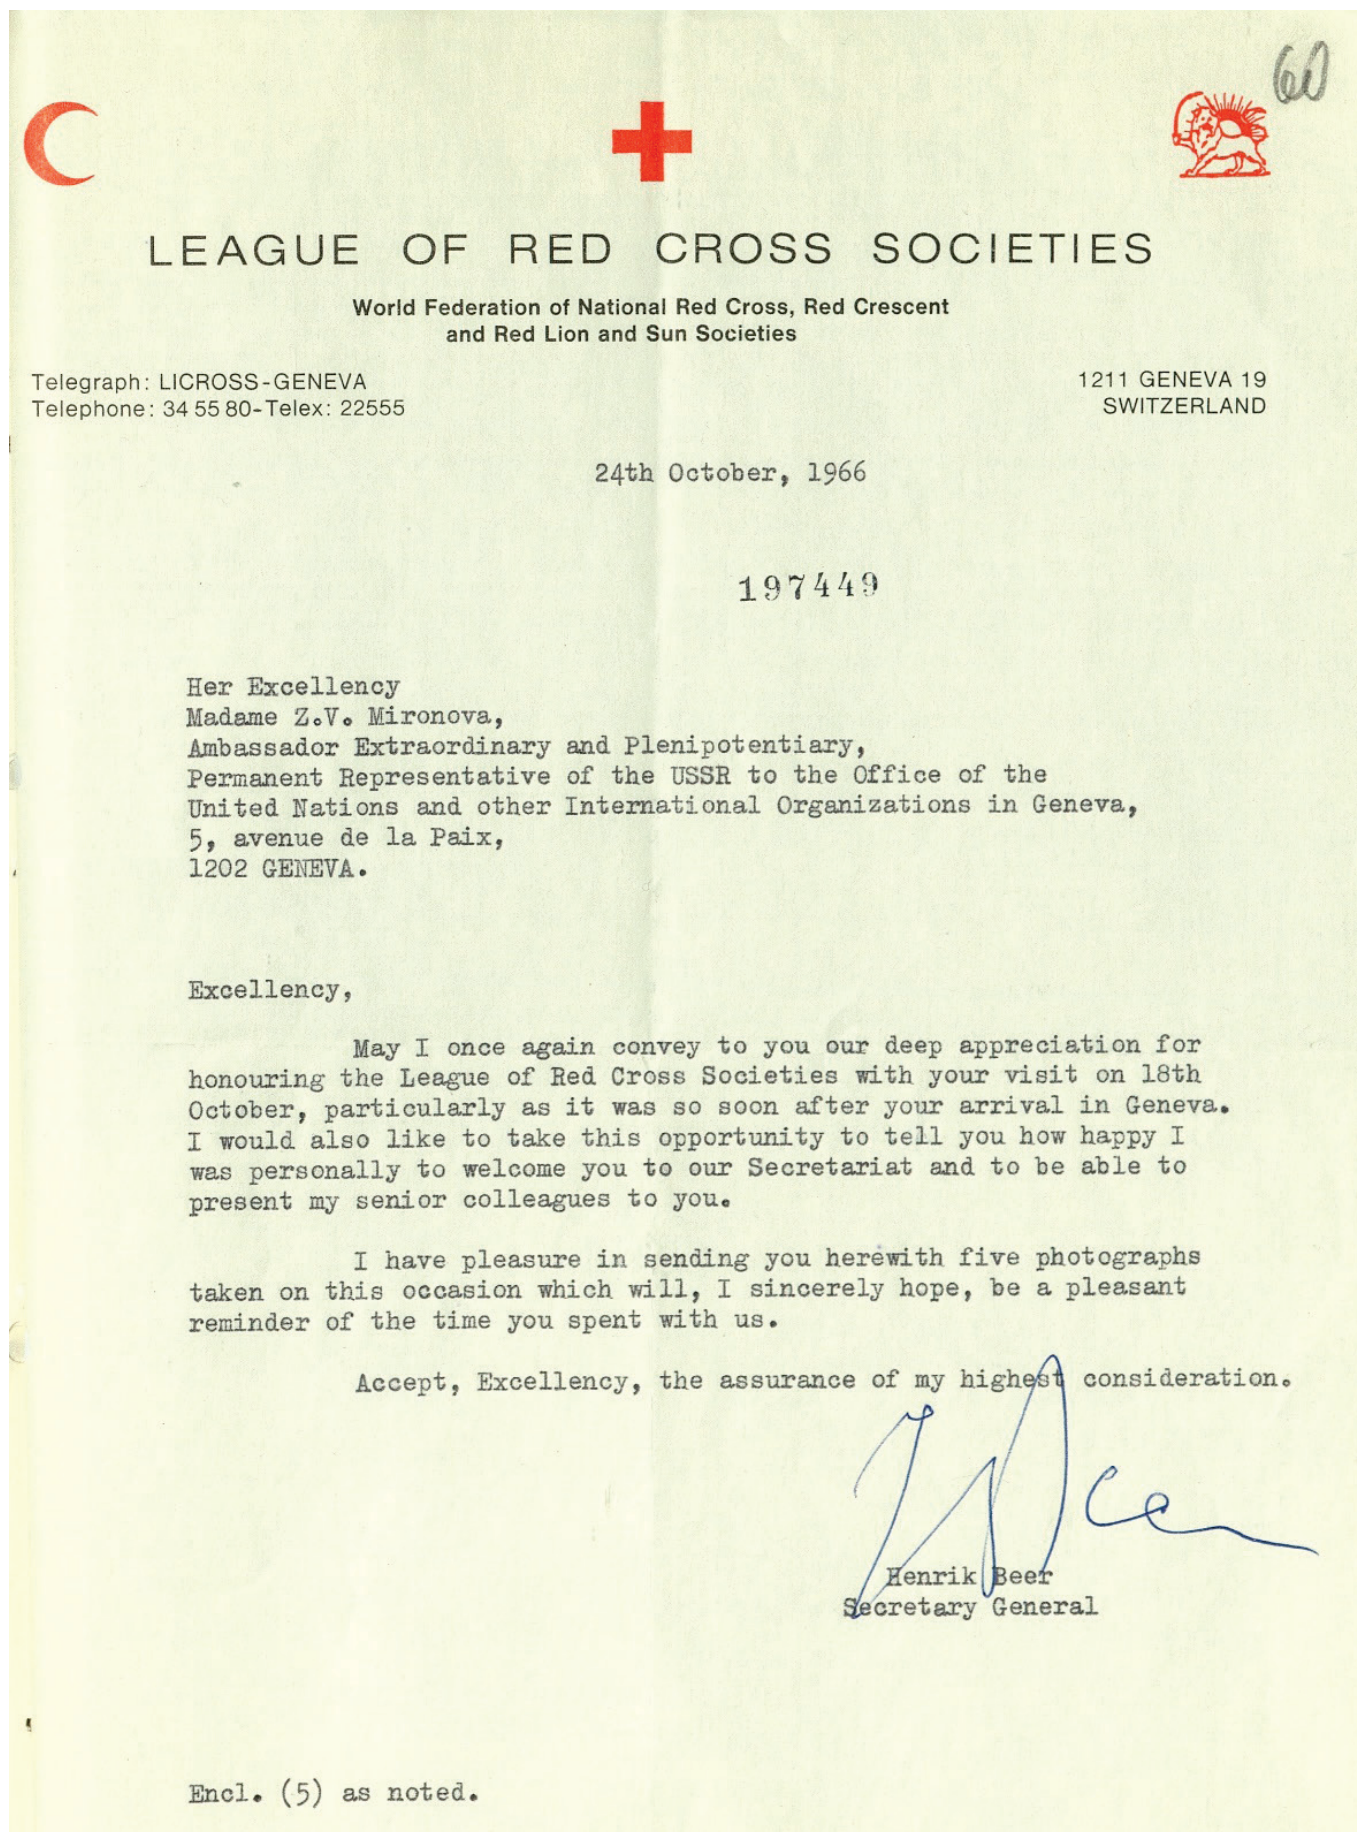 60
LEAGUE OF RED CROSS SOCIETIES
World Federation of National Red Cross, Red Crescent
and Red Lion and Sun Societies
Telegraph: LICROSS-GENEVA
Telephone: 34 55 80-Telex: 22555
1211 GENEVA 19
SWITZERLAND
24th October, 1966
197449
Her Excellency
Madame Z.V. Mironova,
Ambassador Extraordinary and Plenipotentiary,
Permanent Representative of the USSR to the Office of the
United Nations and other International Organizations in Geneva,
5, avenue de la Paix,
1202 GENEVA.
Excellency,
May I once again convey to you our deep appreciation for
honouring the League of Red Cross Societies with your visit on 18th
October, particularly as it was so soon after your arrival in Geneva.
I would also like to take this opportunity to tell you how happy I
was personally to welcome you to our Secretariat and to be able to
present my senior colleagues to you.
I have pleasure in sending you herewith five photographs
taken on this occasion which will, I sincerely hope, be a pleasant
reminder of the time you spent with us.
Accept, Excellency, the assurance of my highest consideration.
Henrik Beer
Secretary General
Encl. (5) as noted.